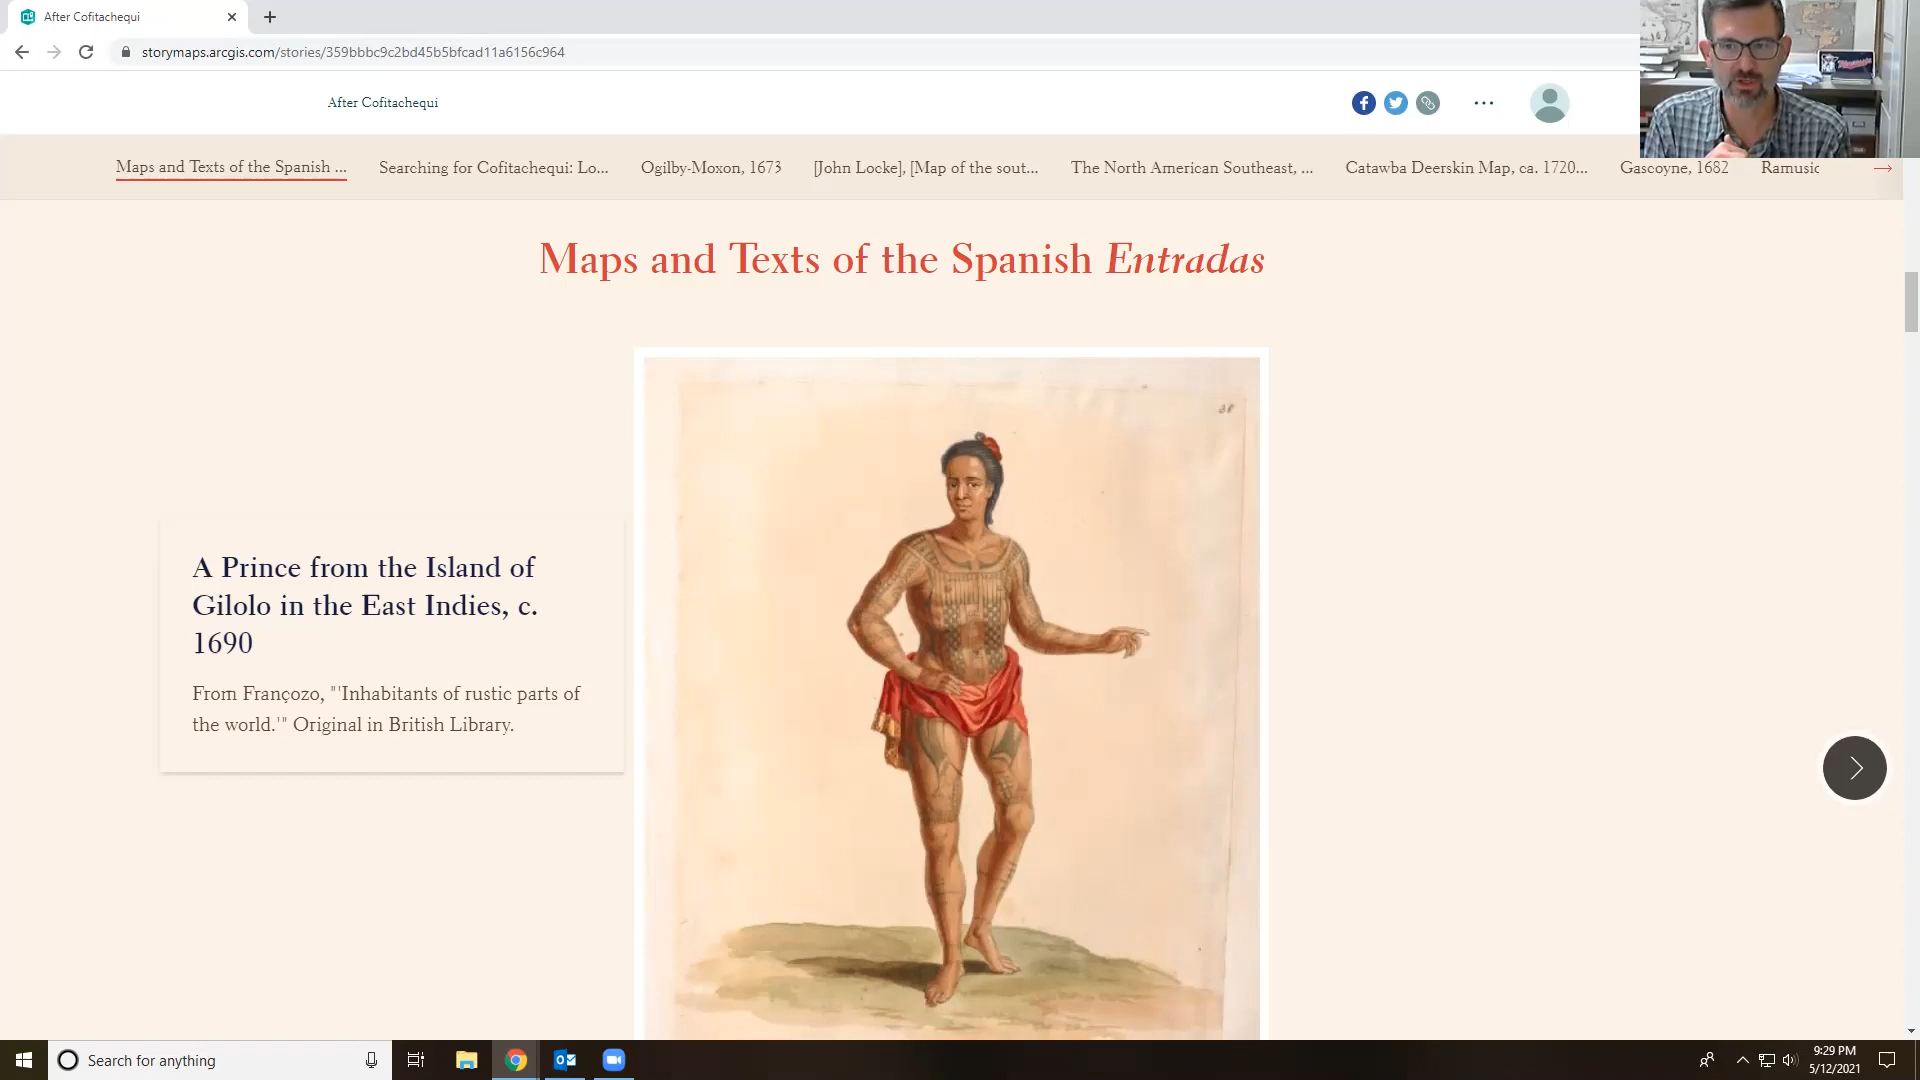 After Cofitachequi
storymaps.arcgis.com/stories/359bbbc9c2bd45b5bfcad11a6156c964
After Cofitachequi
Maps and Texts of the Spanish ...
Searching for Cofitachequi: Lo...
Ogilby-Moxon, 1673
[John Locke], [Map of the sout...
The North American Southeast, ...
Catawba Deerskin Map, ca. 1720...
Gascoyne, 1682
Ramusic
Maps and Texts of the Spanish Entradas
A Prince from the Island of
Gilolo in the East Indies, c.
1690
From Françozo, "'Inhabitants of rustic parts of
the world.'" Original in British Library.
Search for anything
9:29 PM
5/12/2021